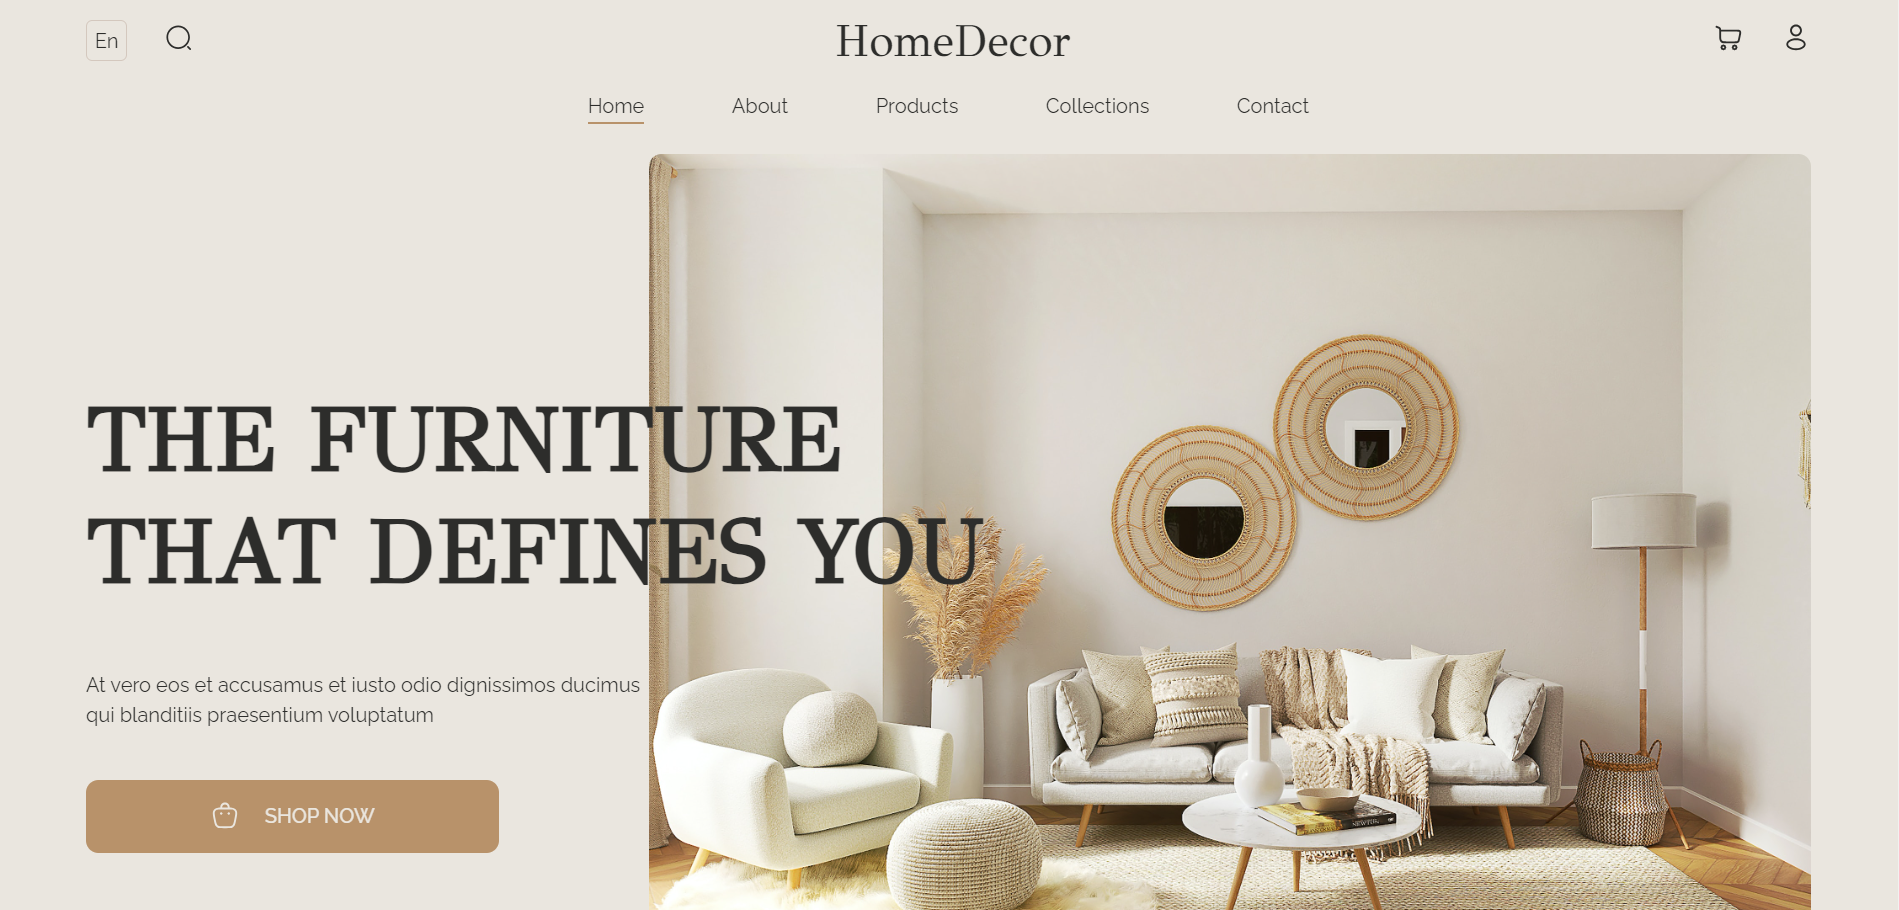 En
HomeDecor
Home About Products Collections Contact
THE FURNITURE
THAT DEFINES YOU
At vero eos et accusamus et iusto odio dignissimos ducimus
qui blanditiis praesentium voluptatum
SHOP NOW